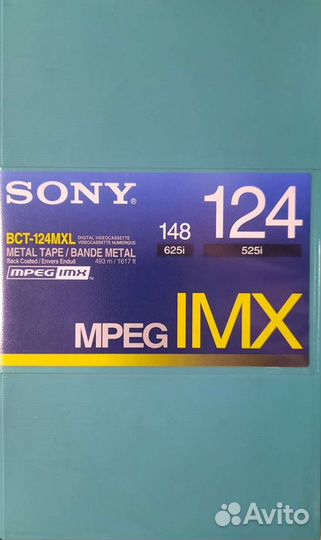 SONY®
124
148
625i
525i
BCT-124MXL DIGITAL VIDEOCASSETTE
VIDEOCASSETTE NUMERIQUE
METAL TAPE / BANDE METAL
Back Coated / Envers Enduit 493 m / 1617 ft
MPEG IMX™
MPEG IMX
Avito